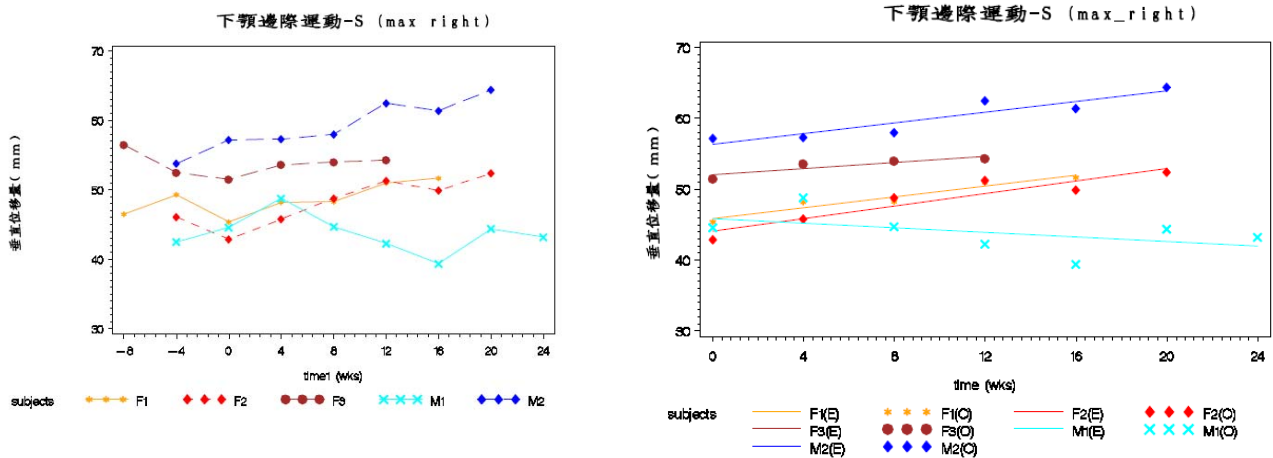 下顎邊際運動-S (max right)
垂直位移量( mm)
70
60
50
40
30
-8 -4 0 4 8 12 16 20 24
time1 (wks)
subjects F1 F2 F3 M1 M2
下顎邊際運動-S (max_right)
垂直位移量( mm)
70
60
50
40
30
0 4 8 12 16 20 24
time (wks)
subjects F1(E) F1(O) F2(E) F2(O)
F3(E) F3(O) M1(E) M1(O)
M2(E) M2(O)